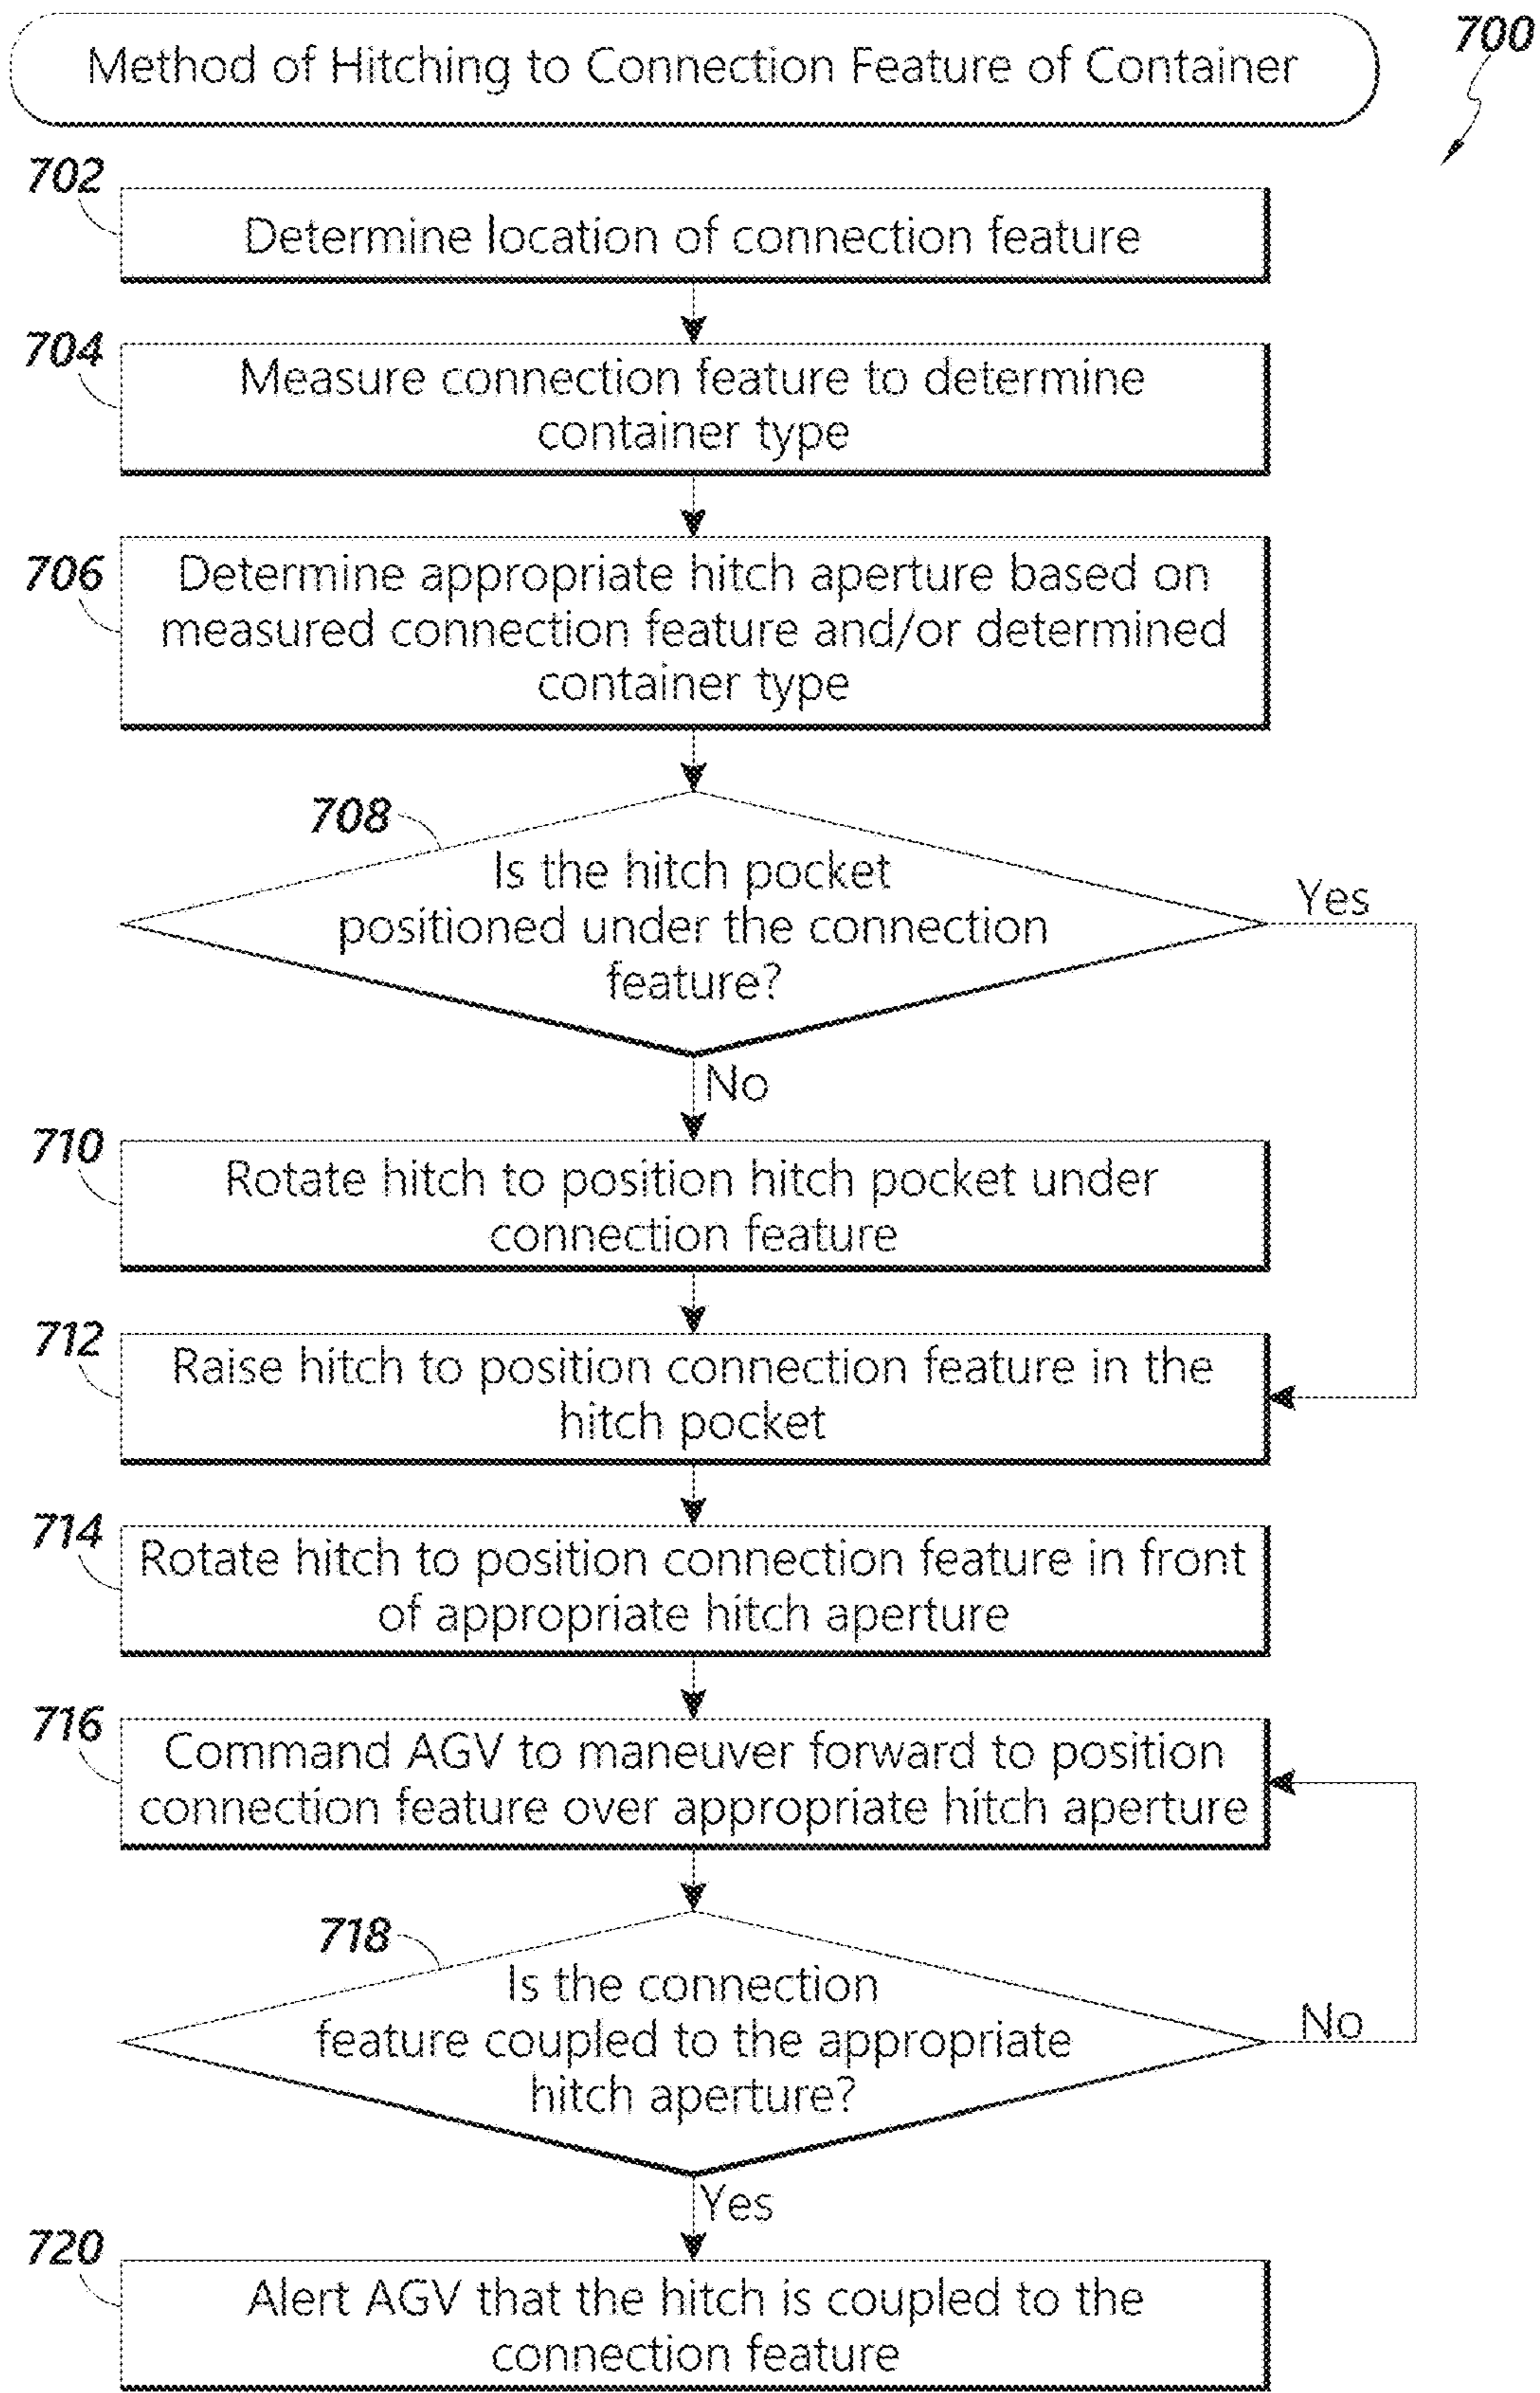 Method of Hitching to Connection Feature of Container
700
702
Determine location of connection feature
704
Measure connection feature to determine
container type
706
Determine appropriate hitch aperture based on
measured connection feature and/or determined
container type
708
Is the hitch pocket
positioned under the connection
feature?
Yes
No
710
Rotate hitch to position hitch pocket under
connection feature
712
Raise hitch to position connection feature in the
hitch pocket
714
Rotate hitch to position connection feature in front
of appropriate hitch aperture
716
Command AGV to maneuver forward to position
connection feature over appropriate hitch aperture
718
Is the connection
feature coupled to the appropriate
hitch aperture?
No
Yes
720
Alert AGV that the hitch is coupled to the
connection feature